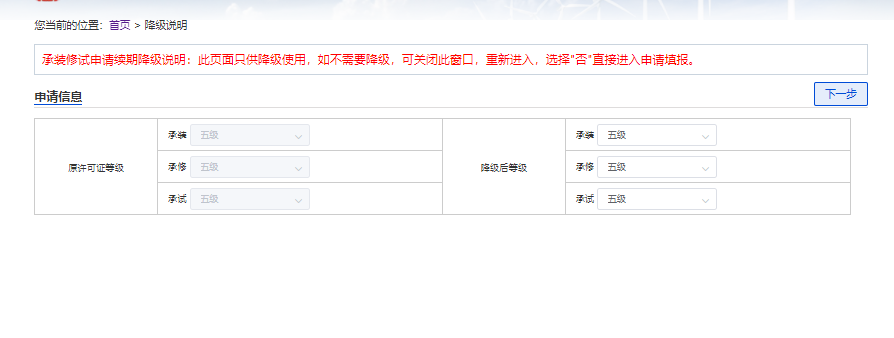 您当前的位置：首页 > 降级说明
承装修试申请续期降级说明：此页面只供降级使用，如不需要降级，可关闭此窗口，重新进入，选择"否"直接进入申请填报。
申请信息
下一步
原许可证等级
承装 五级
承修 五级
承试 五级
降级后等级
承装 五级
承修 五级
承试 五级